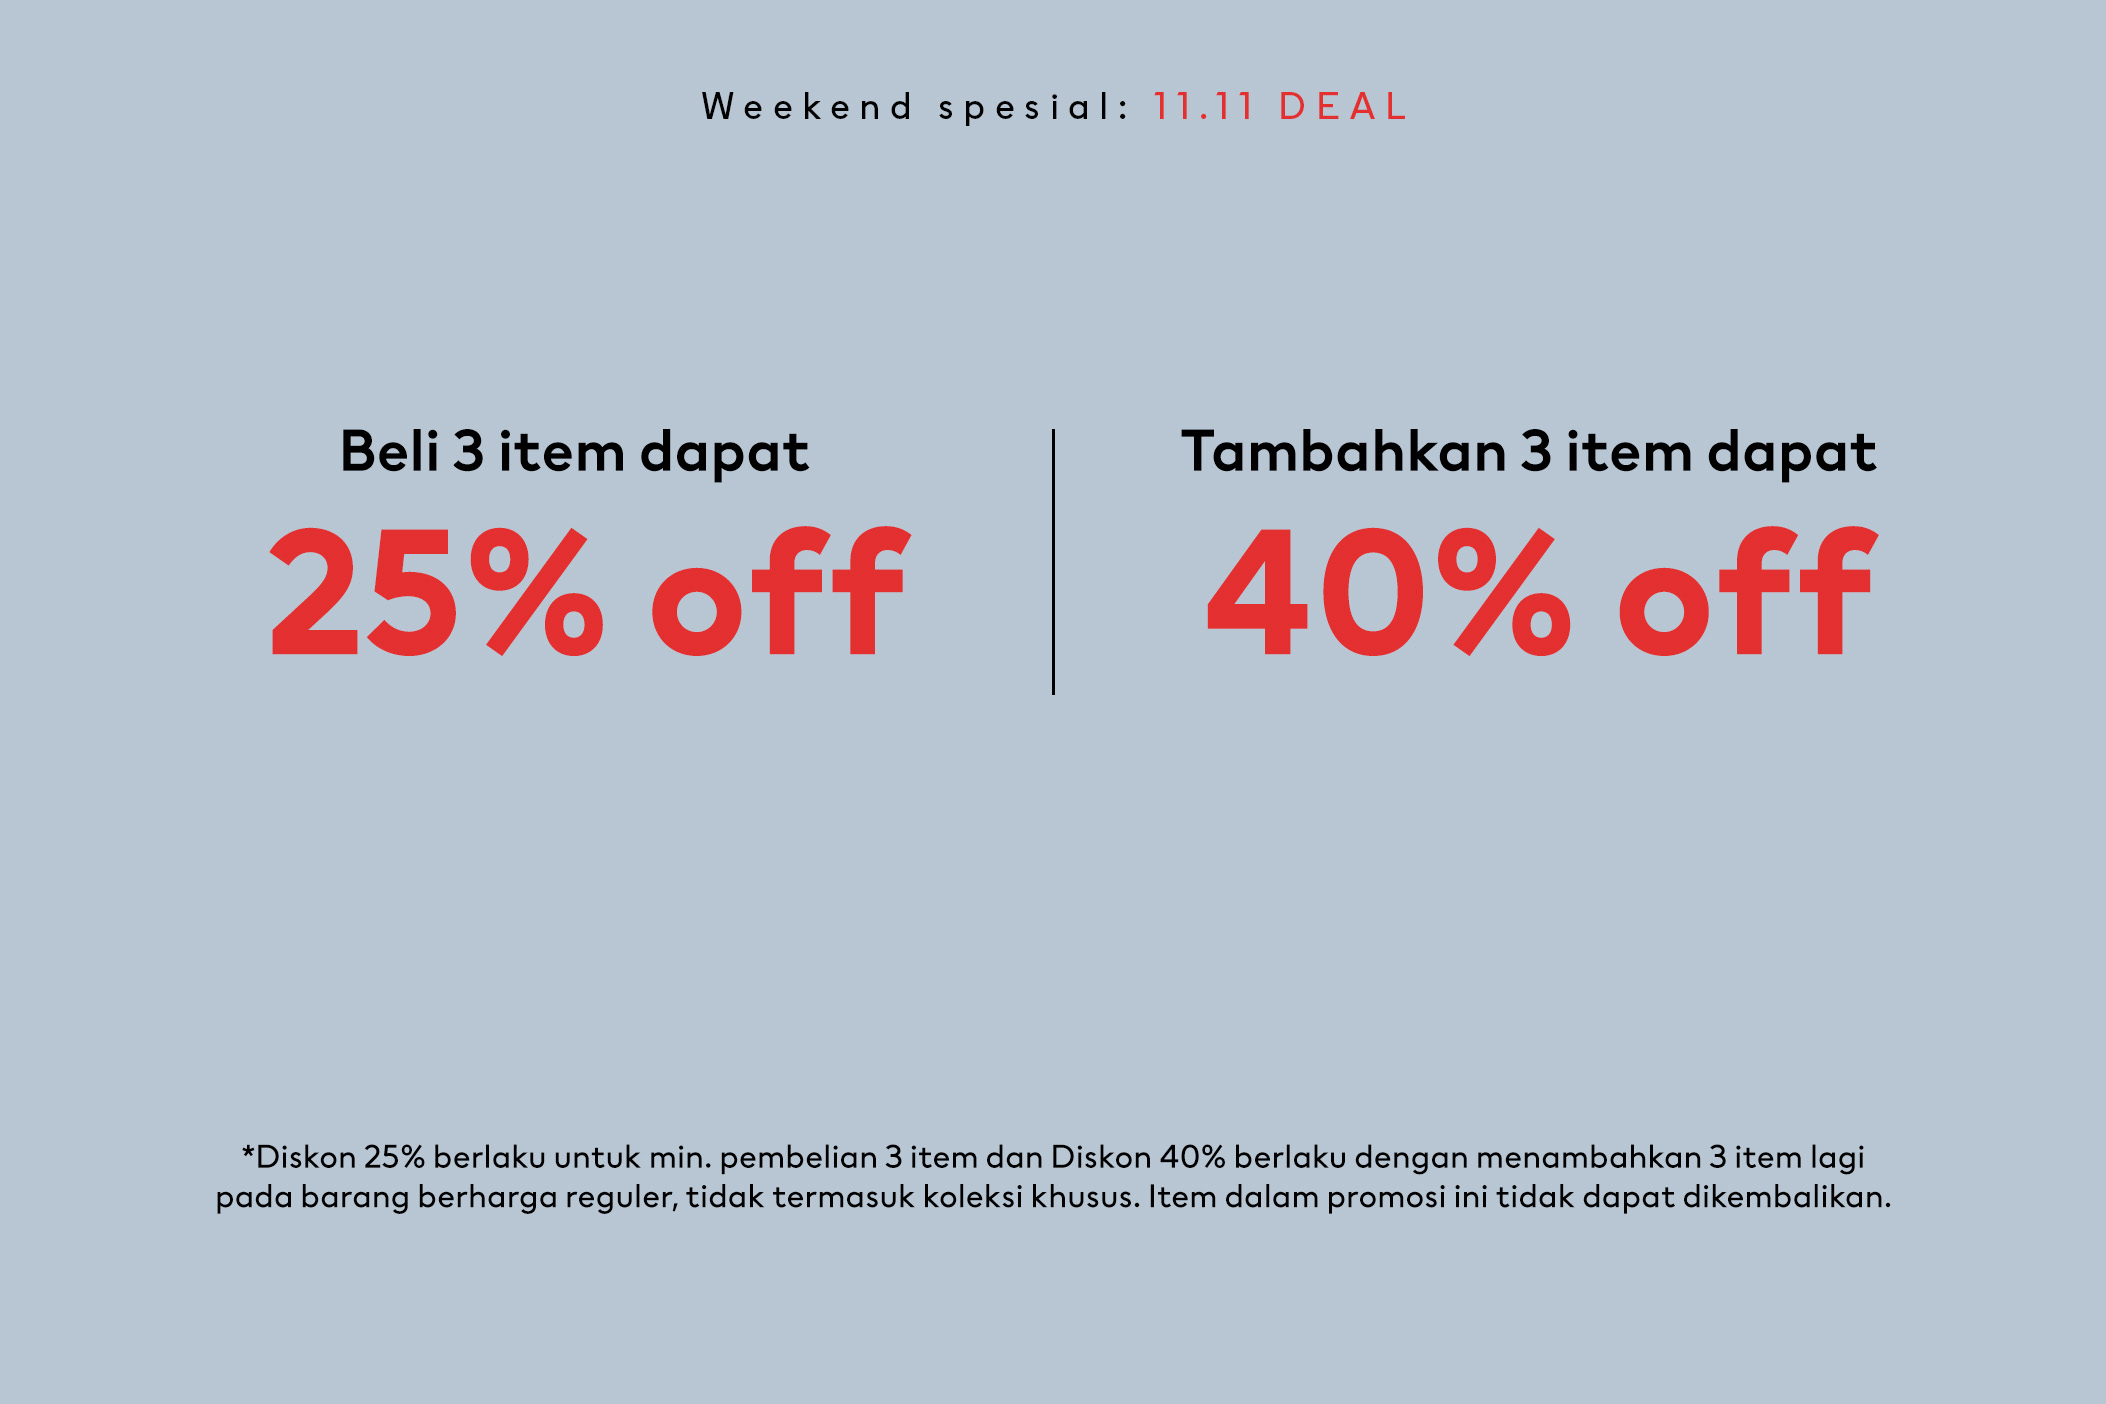 Weekend spesial: 11.11 DEAL
Beli 3 item dapat
25% off
Tambahkan 3 item dapat
40% off
*Diskon 25% berlaku untuk min. pembelian 3 item dan Diskon 40% berlaku dengan menambahkan 3 item lagi
pada barang berharga reguler, tidak termasuk koleksi khusus. Item dalam promosi ini tidak dapat dikembalikan.